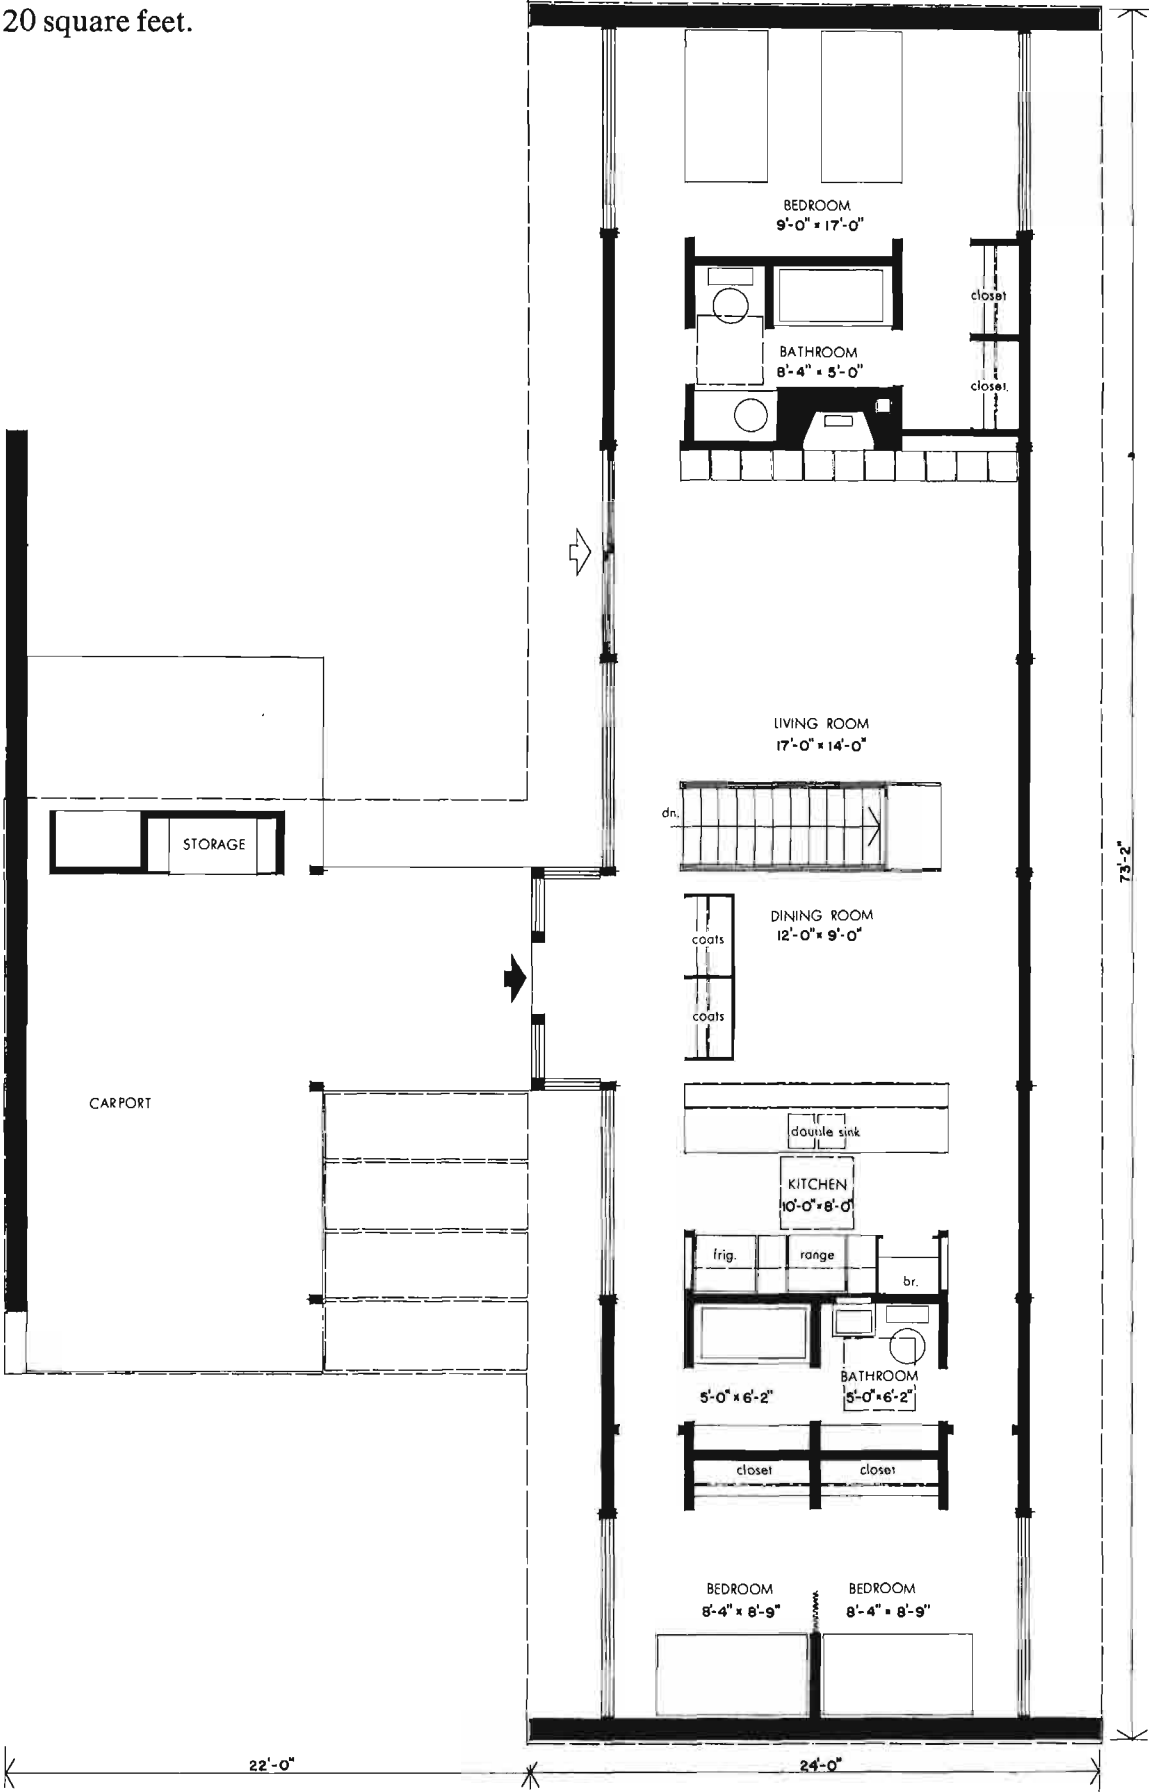 20 square feet.
BEDROOM
9'-0" x 17'-0"
closet
BATHROOM
8'-4" x 5'-0"
closet.
LIVING ROOM
17'-0" x 14'-0"
dn.
STORAGE
73'-2"
DINING ROOM
12'-0" x 9'-0"
coats
coats
CARPORT
double sink
KITCHEN
10'-0" x 8'-0"
frig.
range
br.
BATHROOM
5'-0" x 6'-2"
5'-0" x 6'-2"
closet
closet
BEDROOM
8'-4" x 8'-9"
BEDROOM
8'-4" x 8'-9"
22'-0"
24'-0"